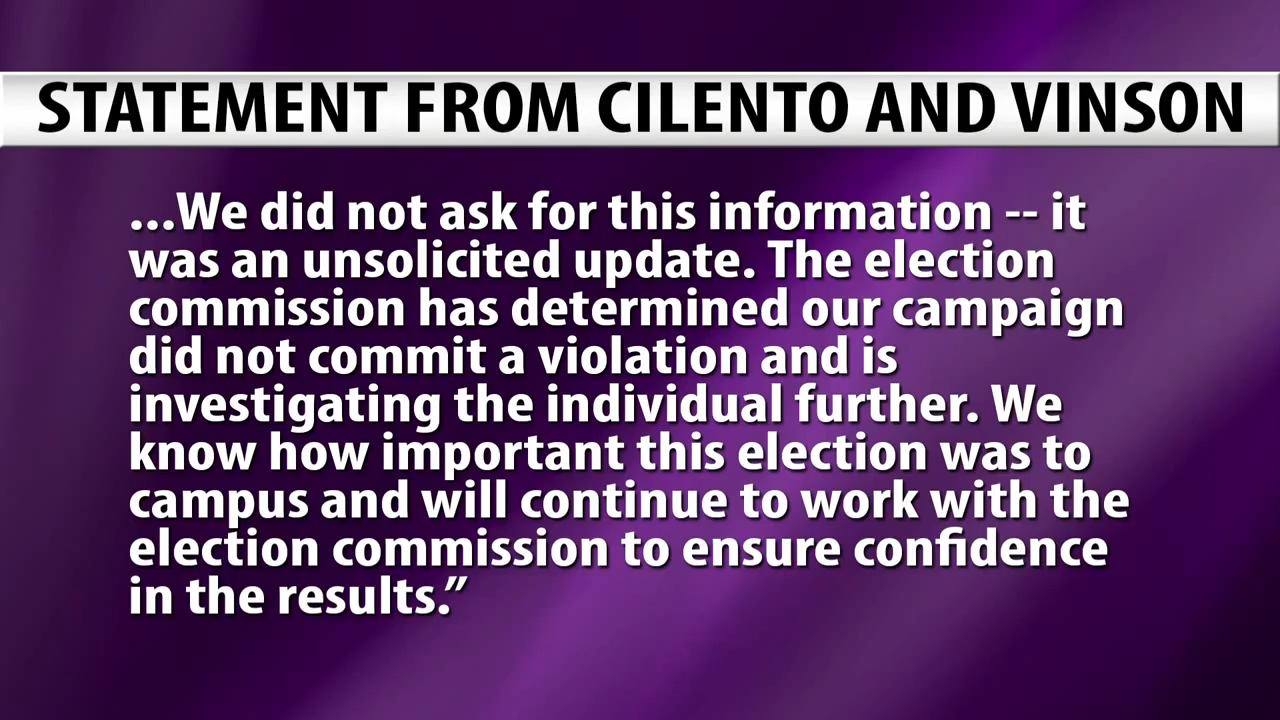 STATEMENT FROM CILENTO AND VINSON
...We did not ask for this information -- it
was an unsolicited update. The election
commission has determined our campaign
did not commit a violation and is
investigating the individual further. We
know how important this election was to
campus and will continue to work with the
election commission to ensure confidence
in the results.”